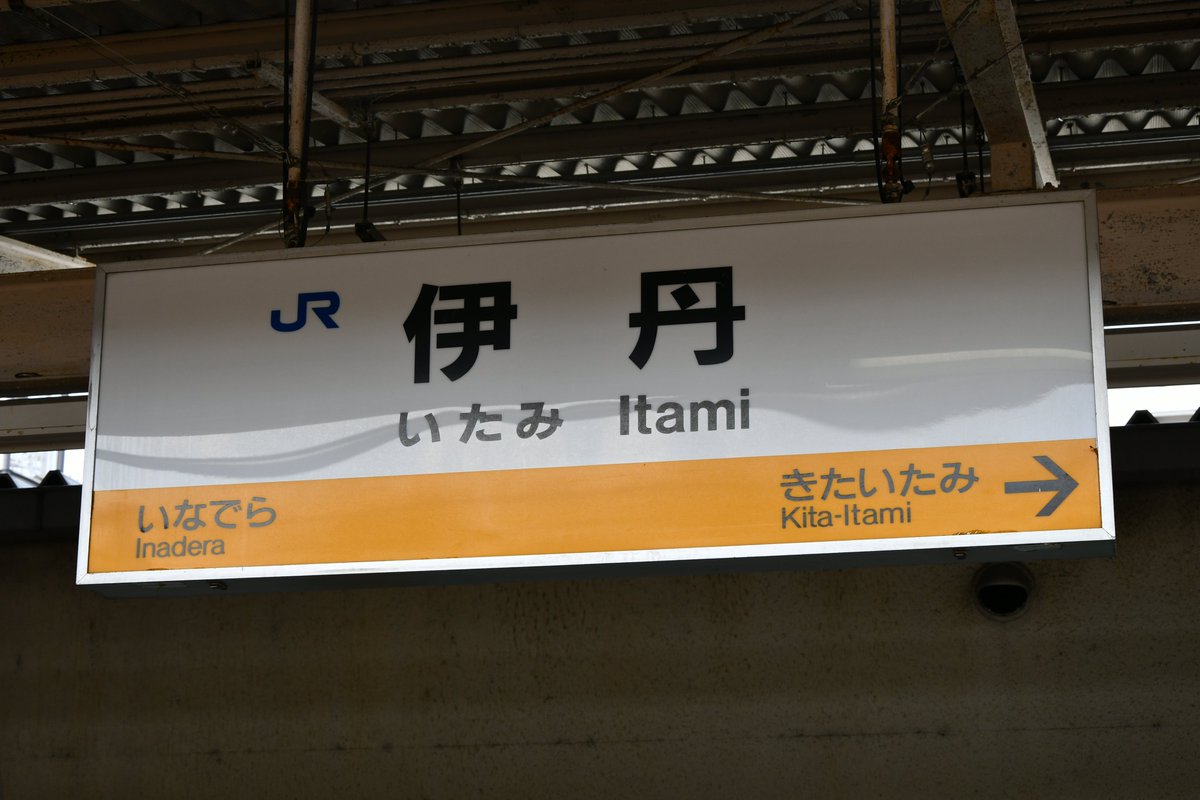 JR 伊丹
いたみ Itami
いなでら
Inadera
きたいたみ →
Kita-Itami